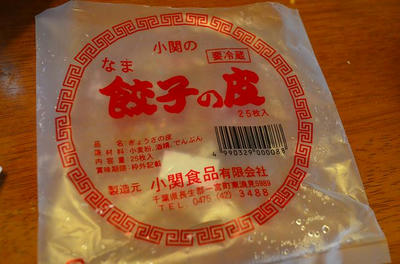 小関の
要冷蔵
なま
餃子の皮
25枚入
品名:ぎょうざの皮
原材料:小麦粉、酒精、でんぷん
内容量:25枚入
賞味期限:枠外記載
4990329000088
製造元 小関食品有限会社
千葉県長生郡一宮町東浪見5989
TEL. 0475 (42) 3488